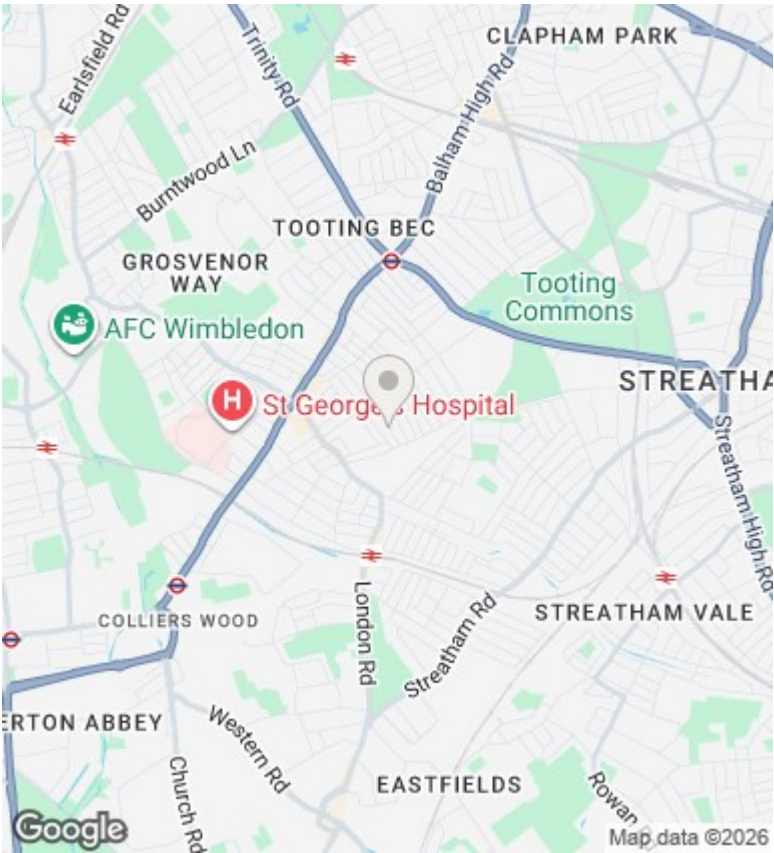 Earlsfield Rd
Trinity Rd
CLAPHAM PARK
Balham High Rd
Burntwood Ln
TOOTING BEC
GROSVENOR
WAY
Tooting
Commons
AFC Wimbledon
STREATHA
H
St George's Hospital
Streatham High Rd
COLLIERS WOOD
London Rd
STREATHAM VALE
Streatham Rd
ERTON ABBEY
Western Rd
Church Rd
EASTFIELDS
Rowan
Google
Map data ©2026